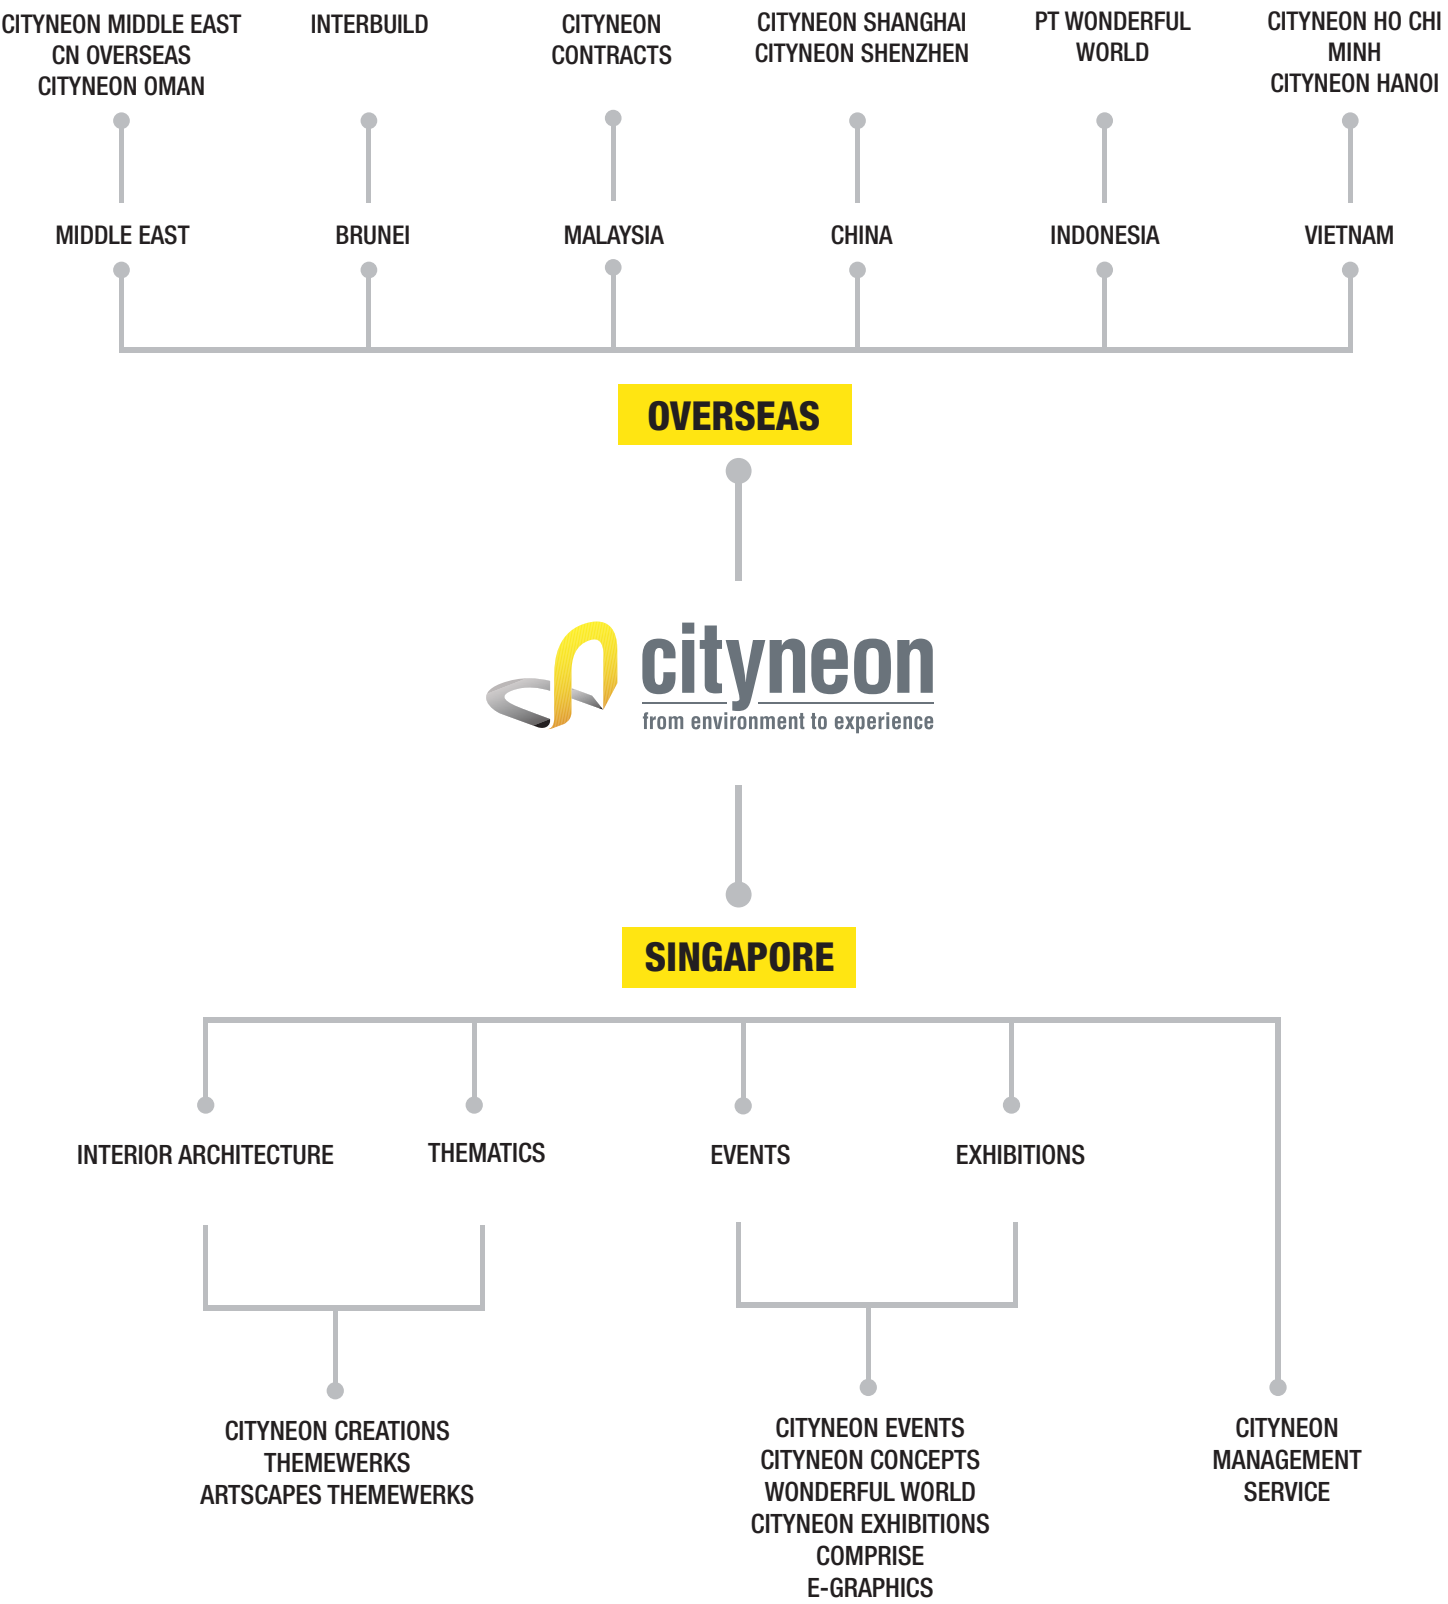 CITYNEON MIDDLE EAST
CN OVERSEAS
CITYNEON OMAN
INTERBUILD
CITYNEON
CONTRACTS
CITYNEON SHANGHAI
CITYNEON SHENZHEN
PT WONDERFUL
WORLD
CITYNEON HO CHI
MINH
CITYNEON HANOI
MIDDLE EAST
BRUNEI
MALAYSIA
CHINA
INDONESIA
VIETNAM
OVERSEAS
cityneon
from environment to experience
SINGAPORE
INTERIOR ARCHITECTURE
THEMATICS
EVENTS
EXHIBITIONS
CITYNEON CREATIONS
THEMEWERKS
ARTSCAPES THEMEWERKS
CITYNEON EVENTS
CITYNEON CONCEPTS
WONDERFUL WORLD
CITYNEON EXHIBITIONS
COMPRISE
E-GRAPHICS
CITYNEON
MANAGEMENT
SERVICE